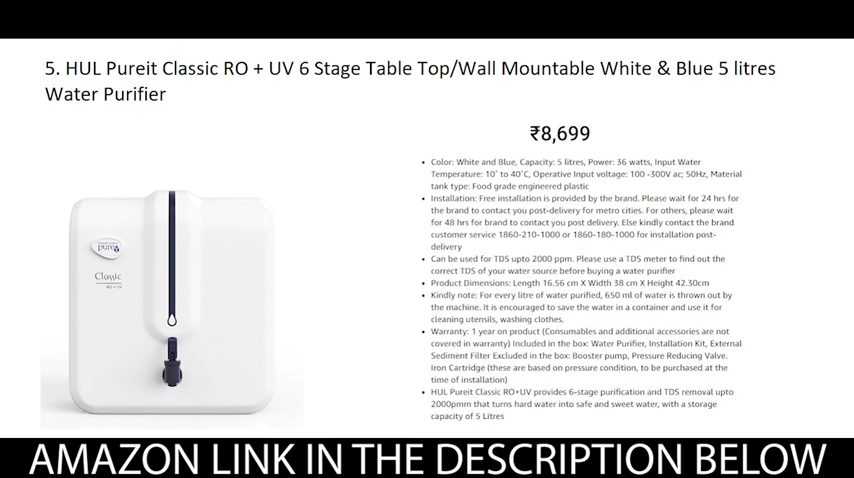 5. HUL Pureit Classic RO + UV 6 Stage Table Top/Wall Mountable White & Blue 5 litres
Water Purifier
₹8,699
• Color: White and Blue, Capacity: 5 litres, Power: 36 watts, Input Water
Temperature: 10˚ to 40˚C, Operative Input voltage: 100 -300V ac; 50Hz, Material
tank type: Food grade engineered plastic
• Installation: Free installation is provided by the brand. Please wait for 24 hrs for
the brand to contact you post-delivery for metro cities. For others, please wait
for 48 hrs for brand to contact you post delivery. Else kindly contact the brand
customer service 1860-210-1000 or 1860-180-1000 for installation post-
delivery
• Can be used for TDS upto 2000 ppm. Please use a TDS meter to find out the
correct TDS of your water source before buying a water purifier
• Product Dimensions: Length 16.56 cm X Width 38 cm X Height 42.30cm
• Kindly note: For every litre of water purified, 650 ml of water is thrown out by
the machine. It is encouraged to save the water in a container and use it for
cleaning utensils, washing clothes.
• Warranty: 1 year on product (Consumables and additional accessories are not
covered in warranty) Included in the box: Water Purifier, Installation Kit, External
Sediment Filter Excluded in the box: Booster pump, Pressure Reducing Valve.
Iron Cartridge (these are based on pressure condition, to be purchased at the
time of installation)
• HUL Pureit Classic RO+UV provides 6-stage purification and TDS removal upto
2000pmm that turns hard water into safe and sweet water, with a storage
capacity of 5 Litres
pureit
Classic
RO + UV
AMAZON LINK IN THE DESCRIPTION BELOW